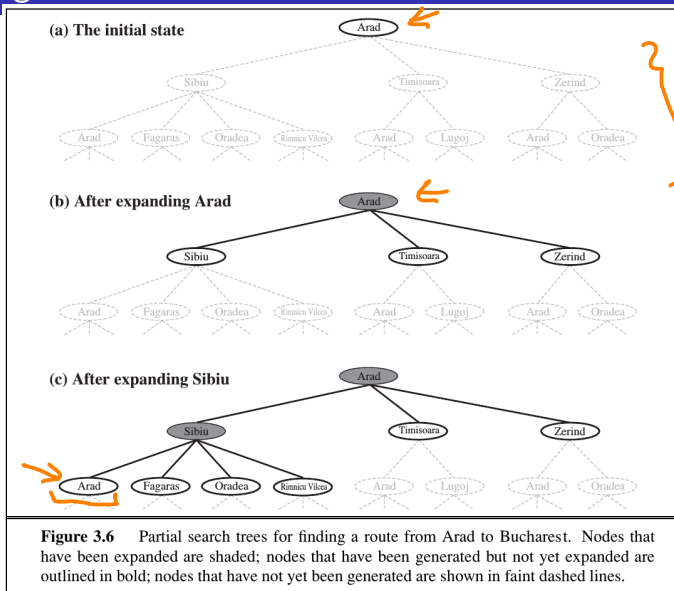 (a) The initial state
Arad
Sibiu
Timisoara
Zerind
Arad
Fagaras
Oradea
Rimnicu Vilcea
Arad
Lugoj
Arad
Oradea
(b) After expanding Arad
Arad
Sibiu
Timisoara
Zerind
Arad
Fagaras
Oradea
Rimnicu Vilcea
Arad
Lugoj
Arad
Oradea
(c) After expanding Sibiu
Arad
Sibiu
Timisoara
Zerind
Arad
Fagaras
Oradea
Rimnicu Vilcea
Arad
Lugoj
Arad
Oradea
Figure 3.6 Partial search trees for finding a route from Arad to Bucharest. Nodes that
have been expanded are shaded; nodes that have been generated but not yet expanded are
outlined in bold; nodes that have not yet been generated are shown in faint dashed lines.